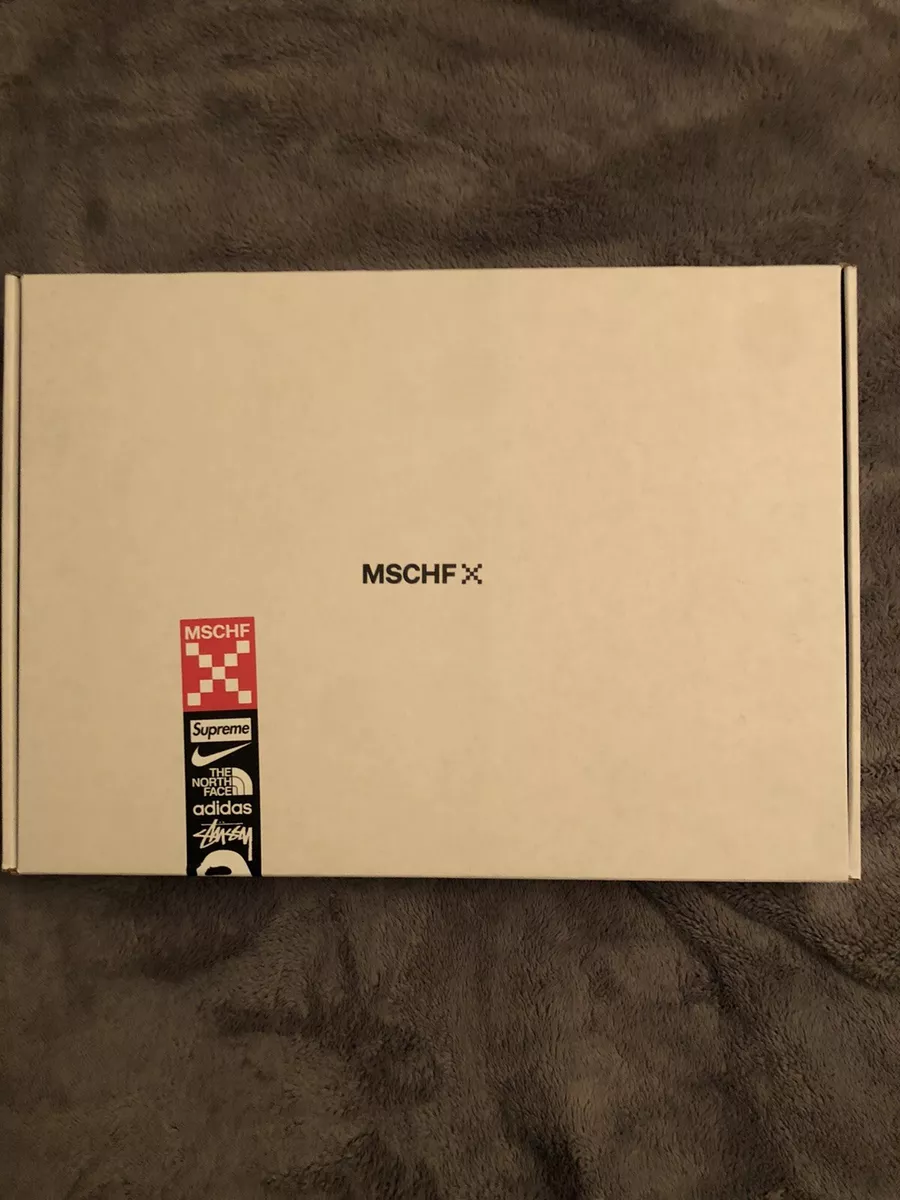 MSCHF X
MSCHF
X
Supreme
THE
NORTH
FACE
adidas
STÜSSY